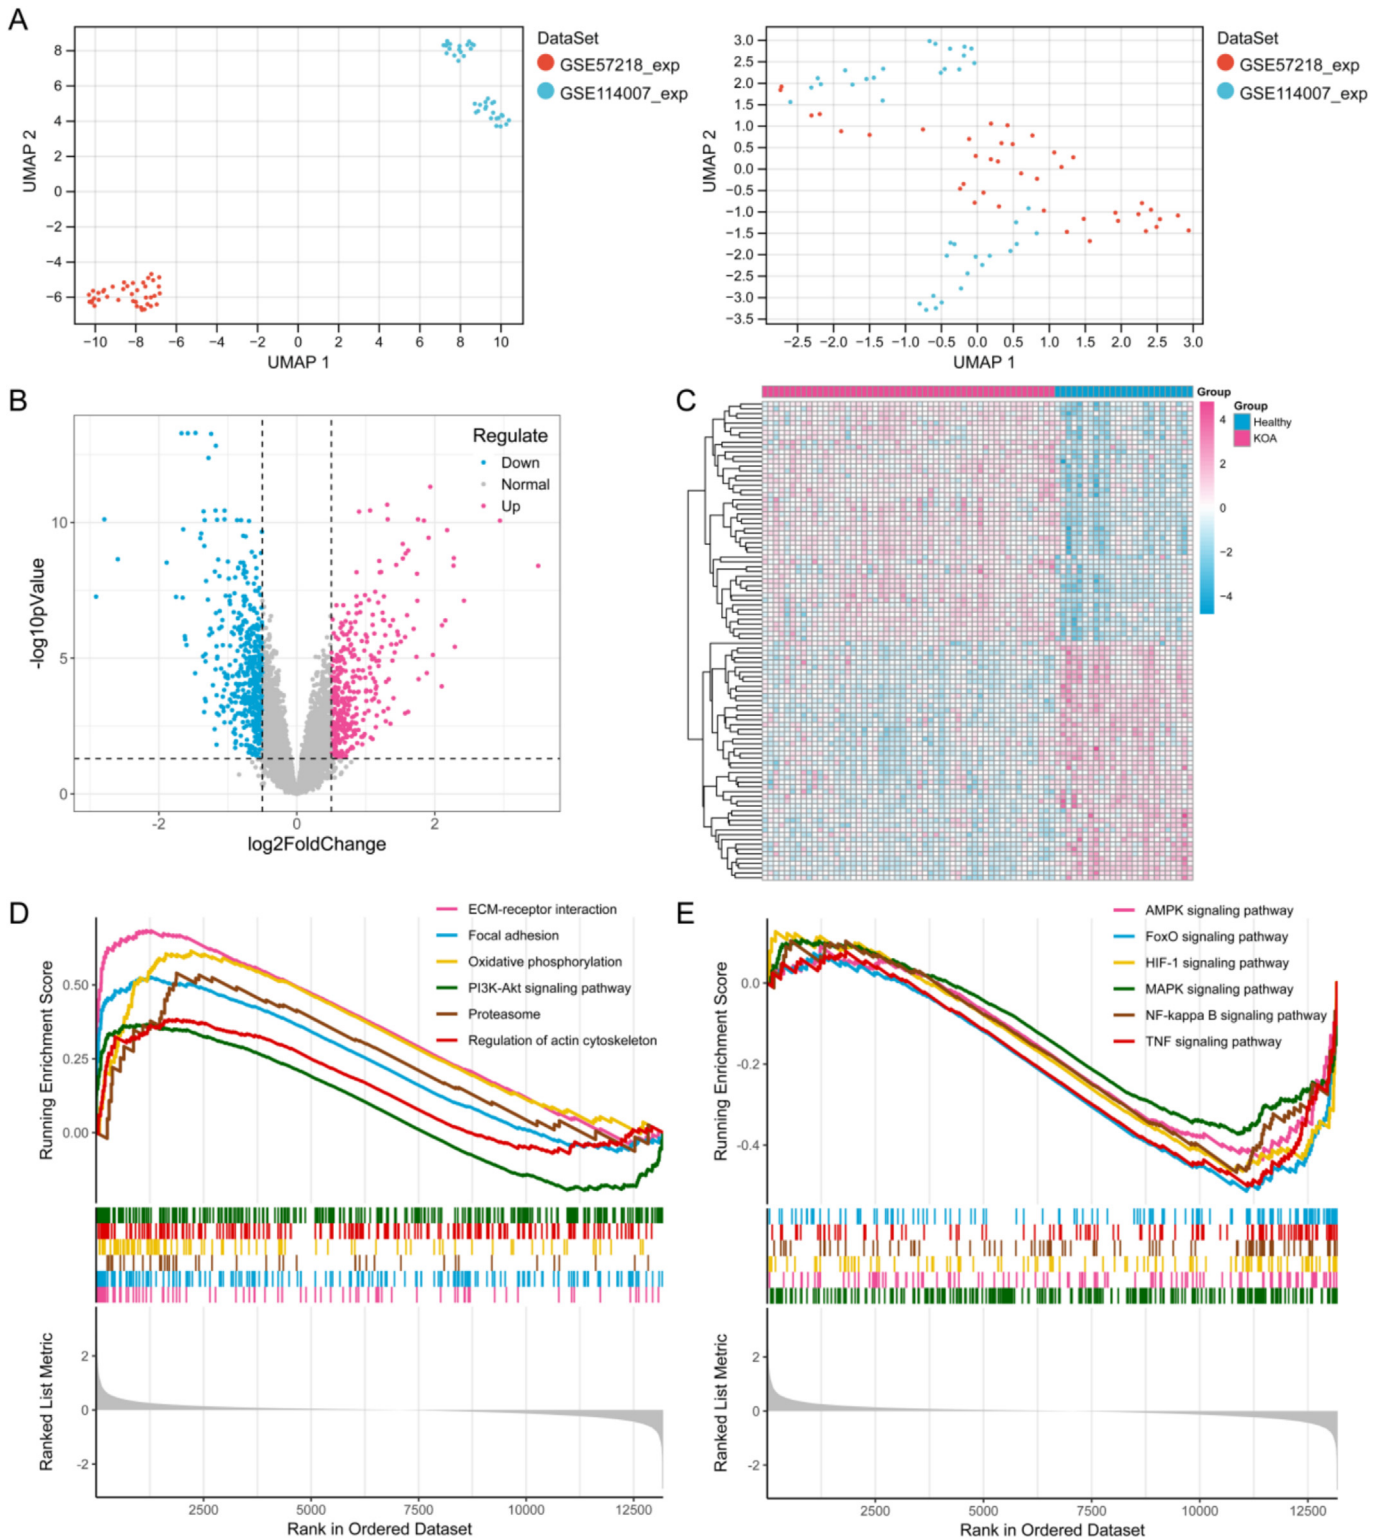 A
DataSet
GSE57218_exp
GSE114007_exp
8
6
4
2
0
−2
−4
−6
UMAP 2
−10 −8 −6 −4 −2 0 2 4 6 8 10
UMAP 1
DataSet
GSE57218_exp
GSE114007_exp
3.0
2.5
2.0
1.5
1.0
0.5
0.0
−0.5
−1.0
−1.5
−2.0
−2.5
−3.0
−3.5
UMAP 2
−2.5 −2.0 −1.5 −1.0 −0.5 0.0 0.5 1.0 1.5 2.0 2.5 3.0
UMAP 1
B
Regulate
Down
Normal
Up
10
5
0
-log10pValue
-2 0 2
log2FoldChange
C
Group
4
2
0
−2
−4
Group
Healthy
KOA
D
ECM-receptor interaction
Focal adhesion
Oxidative phosphorylation
PI3K-Akt signaling pathway
Proteasome
Regulation of actin cytoskeleton
0.50
0.25
0.00
Running Enrichment Score
2
0
-2
Ranked List Metric
2500 5000 7500 10000 12500
Rank in Ordered Dataset
E
AMPK signaling pathway
FoxO signaling pathway
HIF-1 signaling pathway
MAPK signaling pathway
NF-kappa B signaling pathway
TNF signaling pathway
0.0
-0.2
-0.4
Running Enrichment Score
2
0
-2
Ranked List Metric
2500 5000 7500 10000 12500
Rank in Ordered Dataset